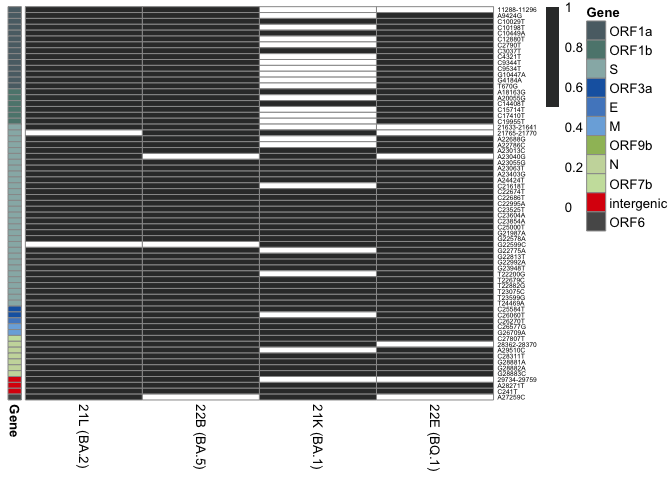 11288-11296
A9424G
C10029T
C10198T
C10449A
C12880T
C2790T
C3037T
C4321T
C9344T
C9534T
G10447A
G4184A
T670G
A18163G
A20055G
C14408T
C15714T
C17410T
C19955T
21633-21641
21765-21770
A22688G
A22786C
A23013C
A23040G
A23055G
A23063T
A23403G
A24424T
C21618T
C22674T
C22686T
C22995A
C23525T
C23604A
C23854A
C25000T
G21987A
G22578A
G22599C
G22775A
G22813T
G22992A
G23948T
T22200G
T22679C
T22882G
T23075C
T23599G
T24469A
C25584T
C26060T
C26270T
C26577G
G26709A
C27807T
28362-28370
A29510C
C28311T
G28881A
G28882A
G28883C
29734-29759
A28271T
C241T
A27259C
Gene
21L (BA.2)
22B (BA.5)
21K (BA.1)
22E (BQ.1)
1
0.8
0.6
0.4
0.2
0
Gene
ORF1a
ORF1b
S
ORF3a
E
M
ORF9b
N
ORF7b
intergenic
ORF6